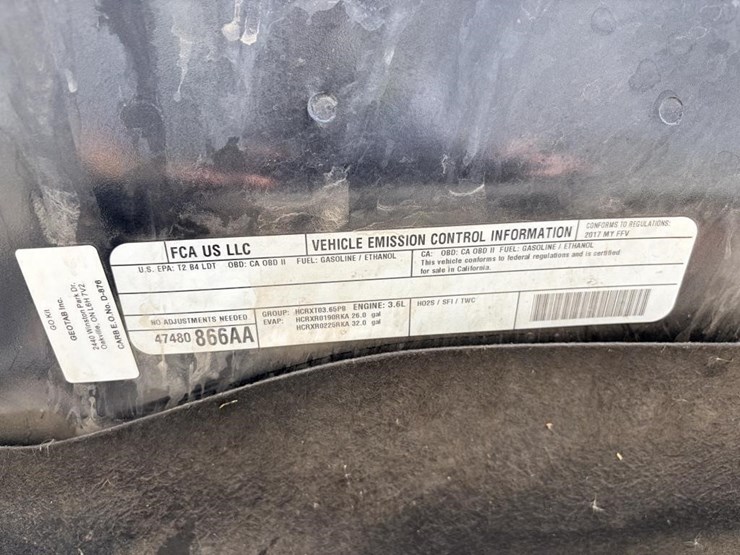 GO Kit
GEOTAB Inc.
2440 Winston Park Dr.
Oakville, ON L6H 7V2
CARB E.O. No. D-876
FCA US LLC
VEHICLE EMISSION CONTROL INFORMATION
CONFORMS TO REGULATIONS:
2017 MY FFV
U.S. EPA: T2 B4 LDT OBD: CA OBD II FUEL: GASOLINE / ETHANOL
CA: OBD: CA OBD II FUEL: GASOLINE / ETHANOL
This vehicle conforms to federal regulations and is certified
for sale in California.
NO ADJUSTMENTS NEEDED
47480 866AA
GROUP: HCRXT03.65P0 ENGINE: 3.6L
EVAP: HCRXR0190RKA 26.0 gal
HCRXR0225RKA 32.0 gal
HO2S / SFI / TWC